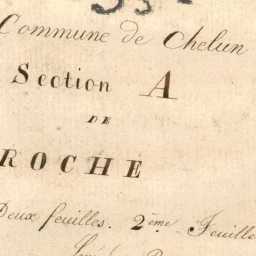 Commune de Chelun
Section A
DE
ROCHE
Deux feuilles. 2ème Feuille